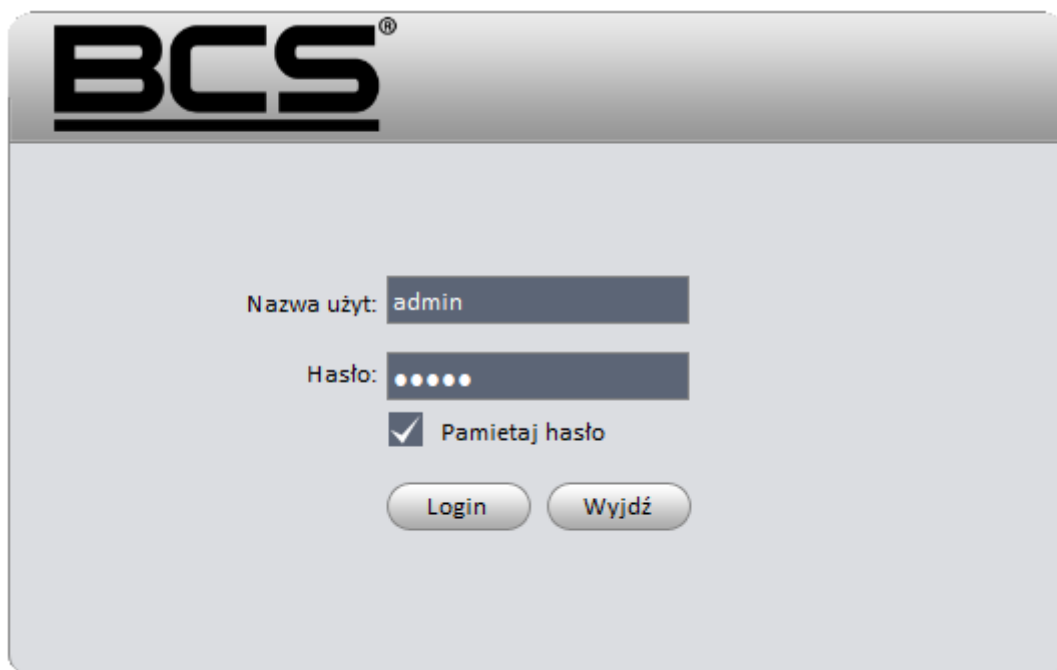 BCS®
Nazwa użyt: admin
Hasło: •••••
Pamietaj hasło
Login Wyjdź